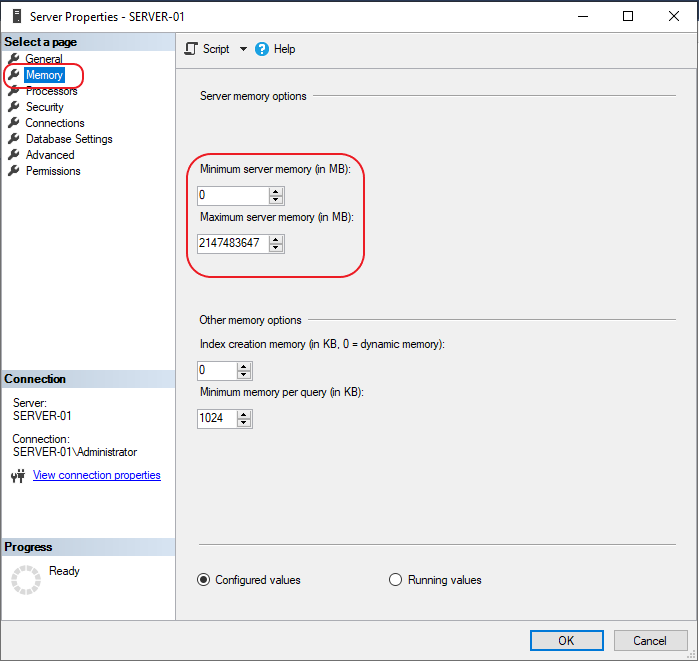 Server Properties - SERVER-01
Select a page
General
Memory
Processors
Security
Connections
Database Settings
Advanced
Permissions
Connection
Server:
SERVER-01
Connection:
SERVER-01\Administrator
View connection properties
Progress
Ready
Script
Help
Server memory options
Minimum server memory (in MB):
0
Maximum server memory (in MB):
2147483647
Other memory options
Index creation memory (in KB, 0 = dynamic memory):
0
Minimum memory per query (in KB):
1024
Configured values
Running values
OK
Cancel